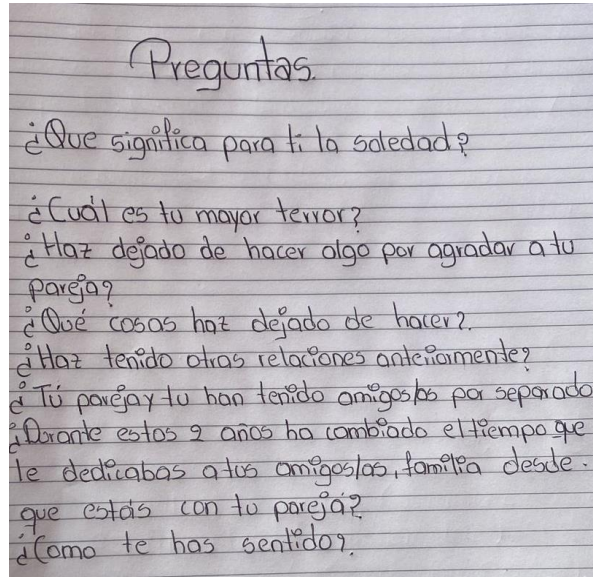 Preguntas.
¿Que significa para ti la soledad?
¿Cuál es tu mayor terror?
¿Haz dejado de hacer algo por agradar a tu
pareja?
¿Qué cosas haz dejado de hacer?.
¿Haz tenido otras relaciones anteriormente?
¿Tú pareja y tu han tenido amigos/as por separado
¿Durante estos 2 años ha cambiado el tiempo que
le dedicabas a tus amigos/as, familia desde.
que estás con tu pareja?
¿Como te has sentido?.